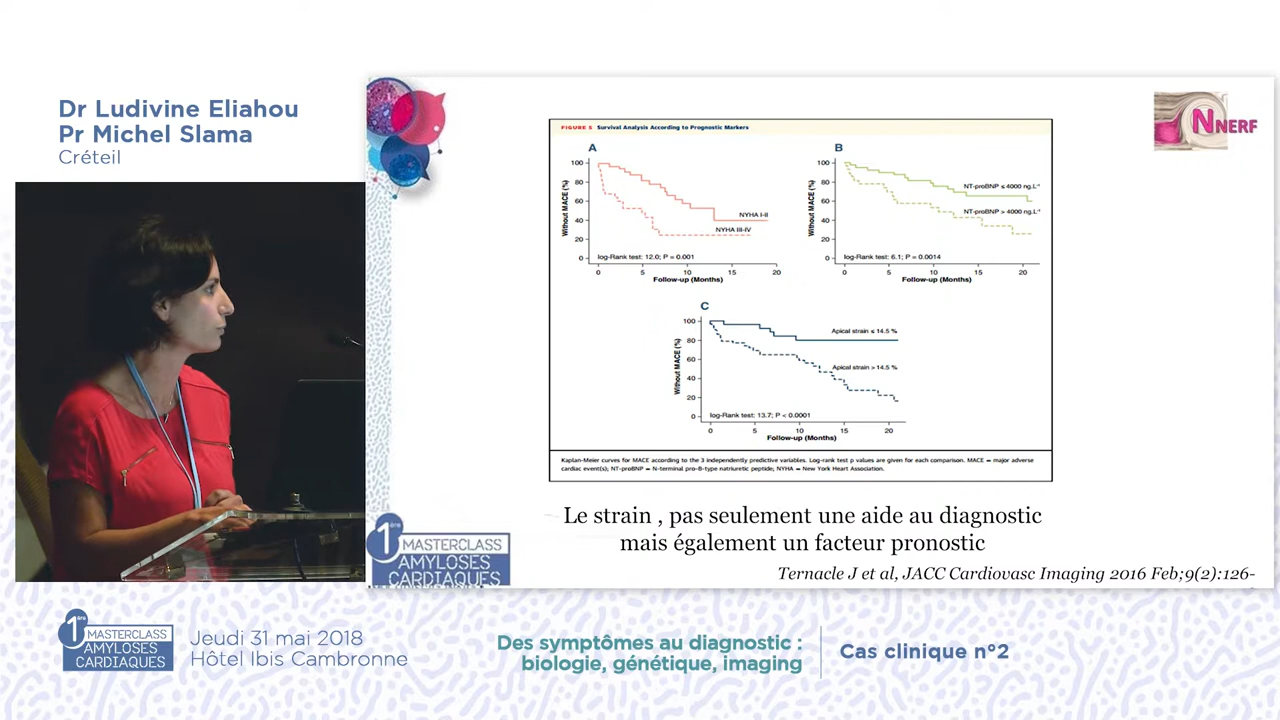 Dr Ludivine Eliahou
Pr Michel Slama
Créteil
NNERF
FIGURE 5 Survival Analysis According to Prognostic Markers
A
100
80
60
40
20
0
Without MACE (%)
NYHA I-II
NYHA III-IV
log-Rank test: 12.0; P = 0.001
0 5 10 15 20
Follow-up (Months)
B
100
80
60
40
20
0
Without MACE (%)
NT-proBNP ≤ 4000 ng.L⁻¹
NT-proBNP > 4000 ng.L⁻¹
log-Rank test: 6.1; P = 0.0014
0 5 10 15 20
Follow-up (Months)
C
100
80
60
40
20
0
Without MACE (%)
Apical strain ≤ 14.5 %
Apical strain > 14.5 %
log-Rank test: 13.7; P < 0.0001
0 5 10 15 20
Follow-up (Months)
Kaplan-Meier curves for MACE according to the 3 independently predictive variables. Log-rank test p values are given for each comparison. MACE = major adverse
cardiac event(s); NT-proBNP = N-terminal pro-B-type natriuretic peptide; NYHA = New York Heart Association.
Le strain , pas seulement une aide au diagnostic
mais également un facteur pronostic
Ternacle J et al, JACC Cardiovasc Imaging 2016 Feb;9(2):126-
1ère
MASTERCLASS
AMYLOSES
CARDIAQUES
1ère
MASTERCLASS
AMYLOSES
CARDIAQUES
Jeudi 31 mai 2018
Hôtel Ibis Cambronne
Des symptômes au diagnostic :
biologie, génétique, imaging
Cas clinique n°2